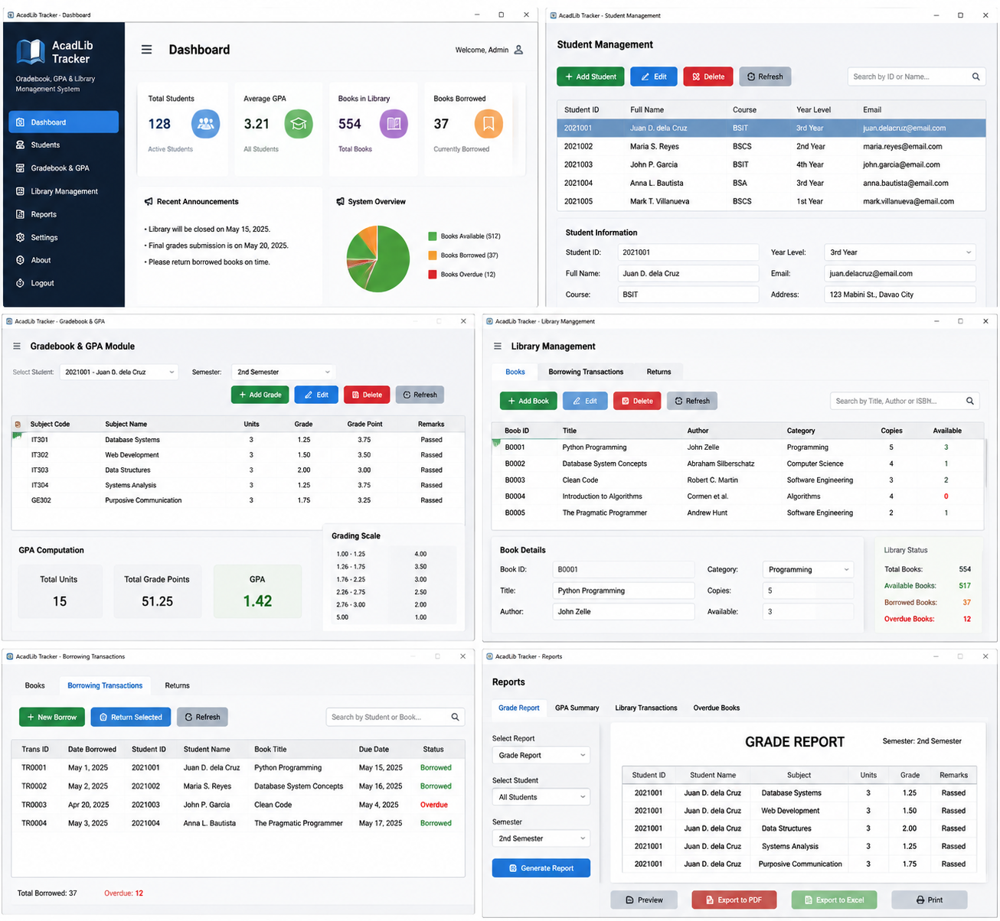 AcadLib Tracker - Dashboard
AcadLib Tracker
Gradebook, GPA & Library Management System
Dashboard
Students
Gradebook & GPA
Library Management
Reports
Settings
About
Logout
Dashboard
Welcome, Admin
Total Students
128
Active Students
Average GPA
3.21
All Students
Books in Library
554
Total Books
Books Borrowed
37
Currently Borrowed
Recent Announcements
• Library will be closed on May 15, 2025.
• Final grades submission is on May 20, 2025.
• Please return borrowed books on time.
System Overview
Books Available (512)
Books Borrowed (37)
Books Overdue (12)
AcadLib Tracker - Student Management
Student Management
+ Add Student
Edit
Delete
Refresh
Search by ID or Name...
Student ID Full Name Course Year Level Email
2021001 Juan D. dela Cruz BSIT 3rd Year juan.delacruz@email.com
2021002 Maria S. Reyes BSCS 2nd Year maria.reyes@email.com
2021003 John P. Garcia BSIT 4th Year john.garcia@email.com
2021004 Anna L. Bautista BSA 3rd Year anna.bautista@email.com
2021005 Mark T. Villanueva BSCS 1st Year mark.villanueva@email.com
Student Information
Student ID: 2021001 Year Level: 3rd Year
Full Name: Juan D. dela Cruz Email: juan.delacruz@email.com
Course: BSIT Address: 123 Mabini St., Davao City
AcadLib Tracker - Gradebook & GPA
Gradebook & GPA Module
Select Student: 2021001 - Juan D. dela Cruz Semester: 2nd Semester
+ Add Grade
Edit
Delete
Refresh
Subject Code Subject Name Units Grade Grade Point Remarks
IT301 Database Systems 3 1.25 3.75 Passed
IT302 Web Development 3 1.50 3.50 Rassed
ITS03 Data Structures 3 2.00 3.00 Rassed
IT304 Systems Analysis 3 1.25 3.75 Rassed
GE302 Purposive Communication 3 1.75 3.25 Rassed
GPA Computation
Total Units
15
Total Grade Points
51.25
GPA
1.42
Grading Scale
1.00 - 1.25 4.00
1.26 - 1.75 3.50
1.76 - 2.25 3.00
2.26 - 2.75 2.50
2.76 - 3.00 2.00
5.00 1.00
AcadLib Tracker - Library Manggement
Library Management
Books
Borrowing Transactions
Returns
+ Add Book
Edit
Delete
Refresh
Search by Title, Author or ISBN...
Boob ID Title Author Category Copies Available
B0001 Python Programming John Zelle Programming 5 3
B0002 Database System Concepts Abraham Silberschatz Computer Science 4 1
B0003 Clean Code Robert C. Martin Software Engineering 3 2
B0004 Introduction to Algorithms Cormen et al. Algorithms 4 0
B0005 The Pragmatic Programmer Andrew Hunt Software Engineering 2 1
Book Details
Book ID: B0001 Category: Programming
Title: Python Programming Copies: 5
Author: John Zelle Available: 3
Library Status
Total Books: 554
Available Books: 517
Borrowed Books: 37
Overdue Books: 12
AcadLib Tracker - Borrowing Transactions
Books
Borrowing Transactions
Returns
+ New Borrow
Return Selected
Refresh
Search by Student or Book...
Trans ID Date Borrowed Student ID Student Name Book Title Due Date Status
TR0001 May 1, 2025 2021001 Juan D. dela Cruz Python Programming May 15, 2025 Borrowed
TR0002 May 2, 2025 2021002 Maria S. Reyes Database System Concepts May 16, 2025 Borrowed
TR0003 Apr 20, 2025 2021003 John P. Garcia Clean Code May 4, 2025 Overdue
TR0004 May 3, 2025 2021004 Anna L. Bautista The Pragmatic Programmer May 17, 2025 Borrowed
Total Borrowed: 37 Overdue: 12
AcadLib Tracker - Reports
Reports
Grade Report
GPA Summary
Library Transactions
Overdue Books
Select Report
Grade Report
Select Student
All Students
Semester
2nd Semester
Generate Report
GRADE REPORT
Semester: 2nd Semester
Student ID Student Name Subject Units Grade Remarks
2021001 Juan D. dela Cruz Database Systems 3 1.25 Rassed
2021001 Juan D. dela Cruz Web Development 3 1.50 Rassed
2021001 Juan D. dela Cruz Data Structures 3 2.00 Rassed
2021001 Juan D. dela Cruz Systems Analysis 3 1.25 Rassed
2021001 Juan D. dela Cruz Purposive Communication 3 1.75 Rassed
Preview
Export to PDF
Export to Excel
Print